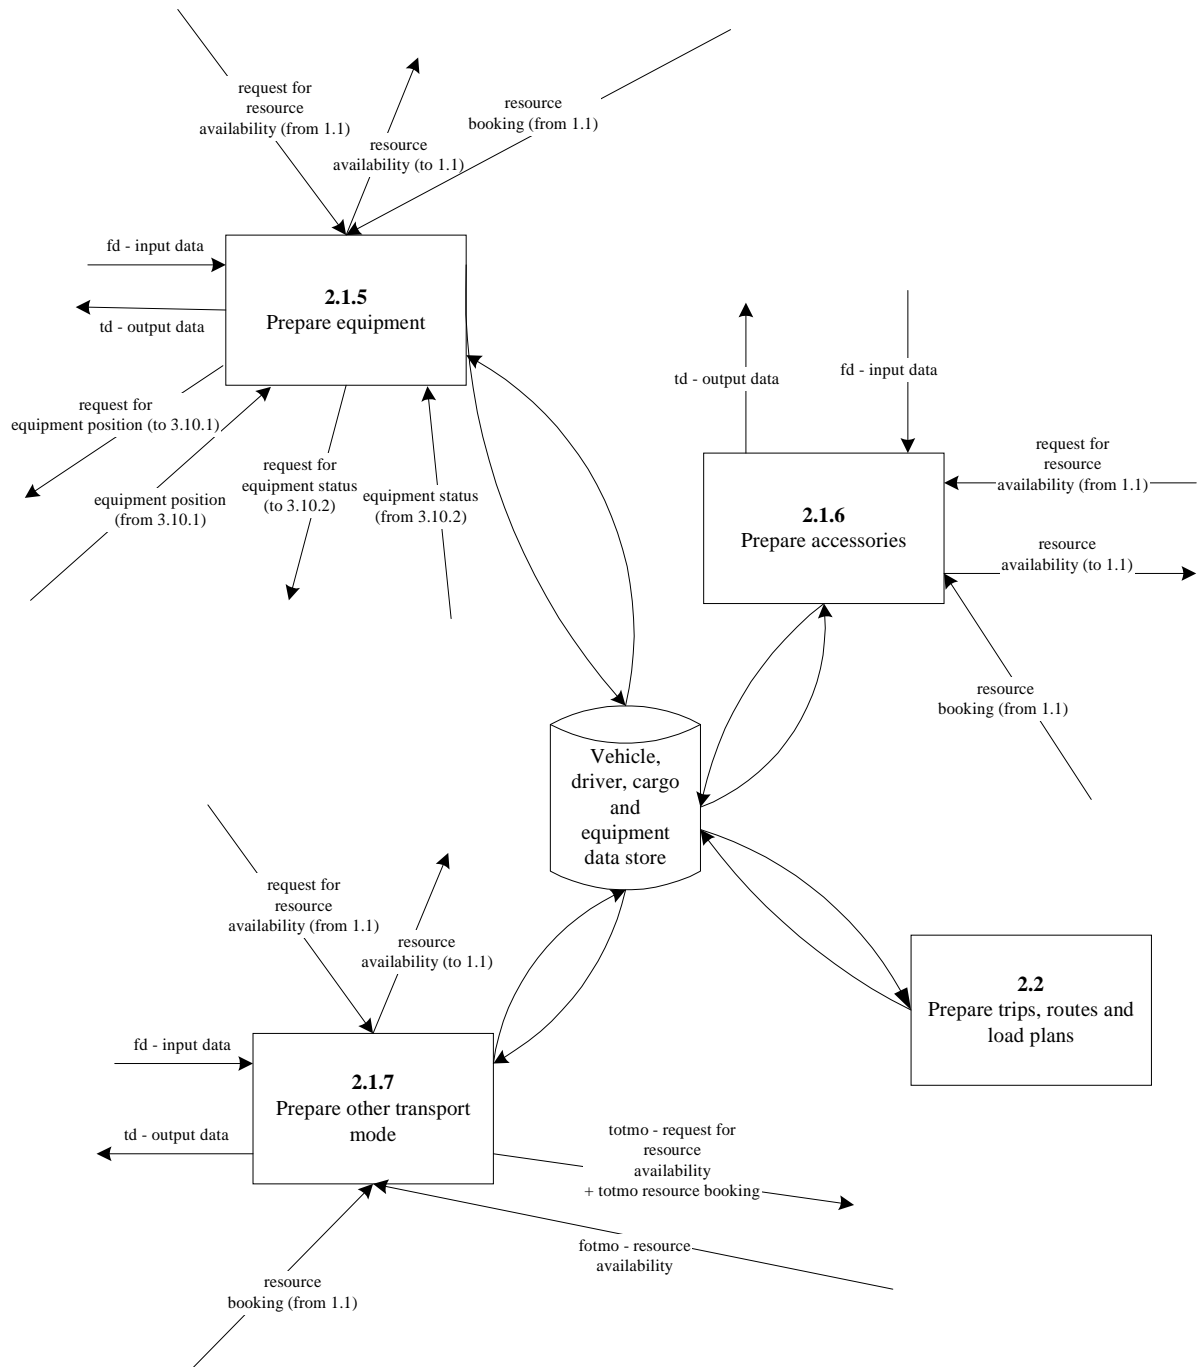 request for
resource
availability (from 1.1)
resource
availability (to 1.1)
resource
booking (from 1.1)
fd - input data
td - output data
2.1.5
Prepare equipment
request for
equipment position (to 3.10.1)
equipment position
(from 3.10.1)
request for
equipment status
(to 3.10.2)
equipment status
(from 3.10.2)
td - output data
fd - input data
request for
resource
availability (from 1.1)
2.1.6
Prepare accessories
resource
availability (to 1.1)
resource
booking (from 1.1)
Vehicle,
driver, cargo
and
equipment
data store
request for
resource
availability (from 1.1)
resource
availability (to 1.1)
2.2
Prepare trips, routes and
load plans
fd - input data
td - output data
2.1.7
Prepare other transport
mode
totmo - request for
resource
availability
+ totmo resource booking
fotmo - resource
availability
resource
booking (from 1.1)